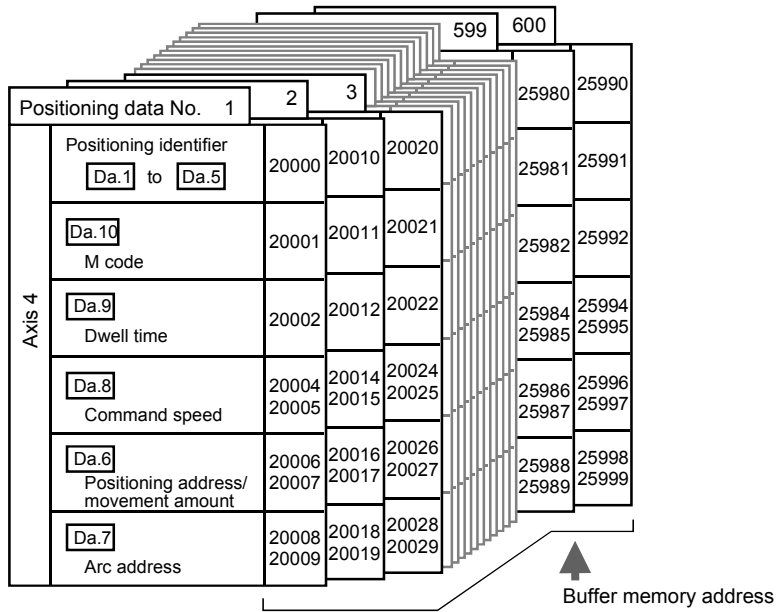 599 600
Positioning data No. 1 2 3
Axis 4
Positioning identifier
Da.1 to Da.5
20000 20010 20020 25980 25990
Da.10
M code
20001 20011 20021 25981 25991
Da.9
Dwell time
20002 20012 20022 25982 25992
Da.8
Command speed
20004 20014 20024 25984 25994
20005 20015 20025 25985 25995
Da.6
Positioning address/
movement amount
20006 20016 20026 25986 25996
20007 20017 20027 25987 25997
Da.7
Arc address
20008 20018 20028 25988 25998
20009 20019 20029 25989 25999
Buffer memory address